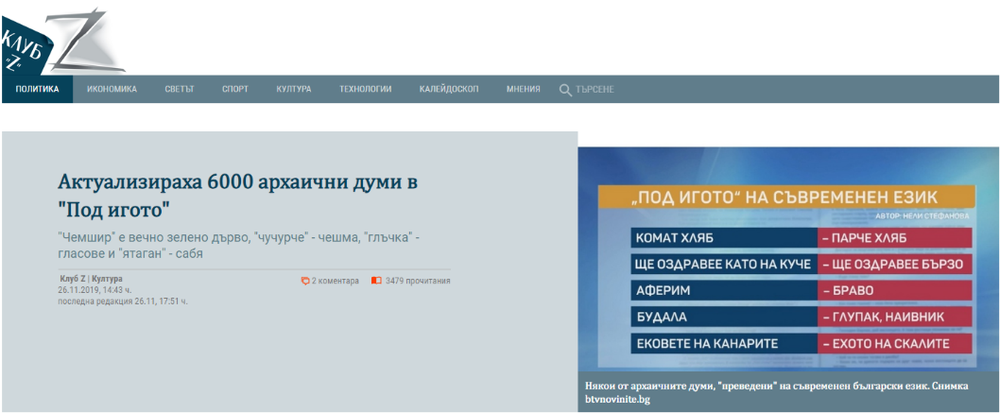 КЛУБ
"Z"
Z
ПОЛИТИКА ИКОНОМИКА СВЕТЪТ СПОРТ КУЛТУРА ТЕХНОЛОГИИ КАЛЕЙДОСКОП МНЕНИЯ ТЪРСЕНЕ
Актуализираха 6000 архаични думи в
"Под игото"
"Чемшир" е вечно зелено дърво, "чучурче" - чешма, "глъчка" -
гласове и "ятаган" - сабя
Клуб Z | Култура
26.11.2019, 14:43 ч.
последна редакция 26.11, 17:51 ч.
2 коментара 3479 прочитания
„ПОД ИГОТО“ НА СЪВРЕМЕНЕН ЕЗИК
АВТОР: НЕЛИ СТЕФАНОВА
КОМАТ ХЛЯБ – ПАРЧЕ ХЛЯБ
ЩЕ ОЗДРАВЕЕ КАТО НА КУЧЕ – ЩЕ ОЗДРАВЕЕ БЪРЗО
АФЕРИМ – БРАВО
БУДАЛА – ГЛУПАК, НАИВНИК
ЕКОВЕТЕ НА КАНАРИТЕ – ЕХОТО НА СКАЛИТЕ
Някои от архаичните думи, "преведени" на съвременен български език. Снимка
btvnovinite.bg